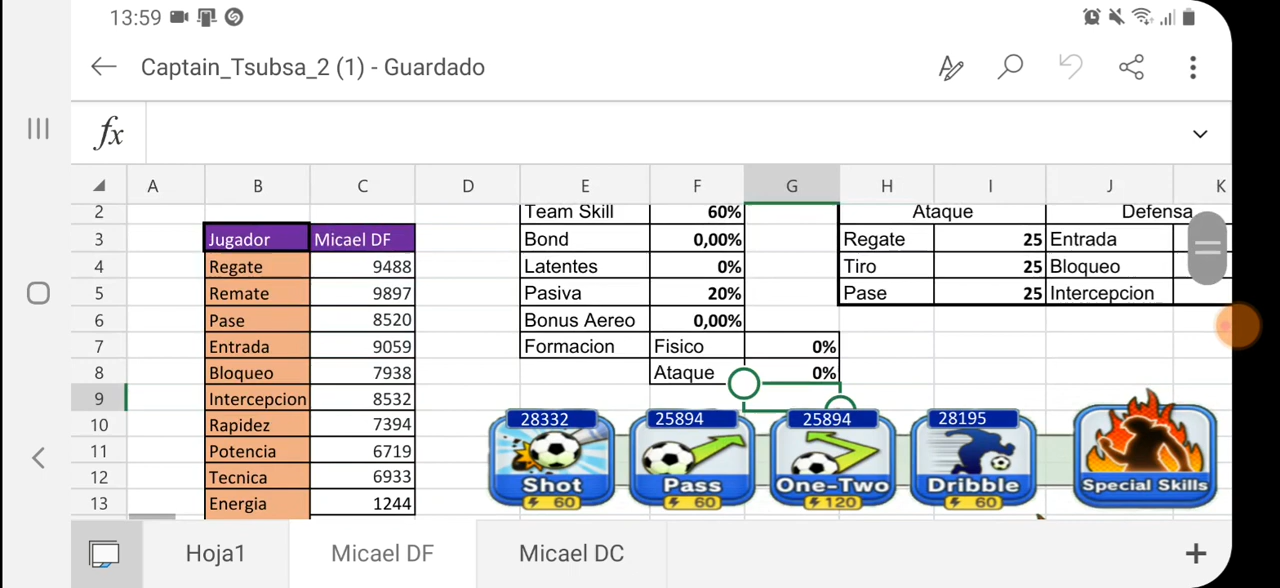 13:59
Captain_Tsubsa_2 (1) - Guardado
fx
A B C D E F G H I J K
2 Team Skill 60% Ataque Defensa
3 Jugador Micael DF Bond 0,00% Regate 25 Entrada
4 Regate 9488 Latentes 0% Tiro 25 Bloqueo
5 Remate 9897 Pasiva 20% Pase 25 Intercepcion
6 Pase 8520 Bonus Aereo 0,00%
7 Entrada 9059 Formacion Fisico 0%
8 Bloqueo 7938 Ataque 0%
9 Intercepcion 8532
10 Rapidez 7394 28332 25894 25894 28195
11 Potencia 6719
12 Tecnica 6933 Shot Pass One-Two Dribble Special Skills
13 Energia 1244 60 60 120 60
Hoja1 Micael DF Micael DC +